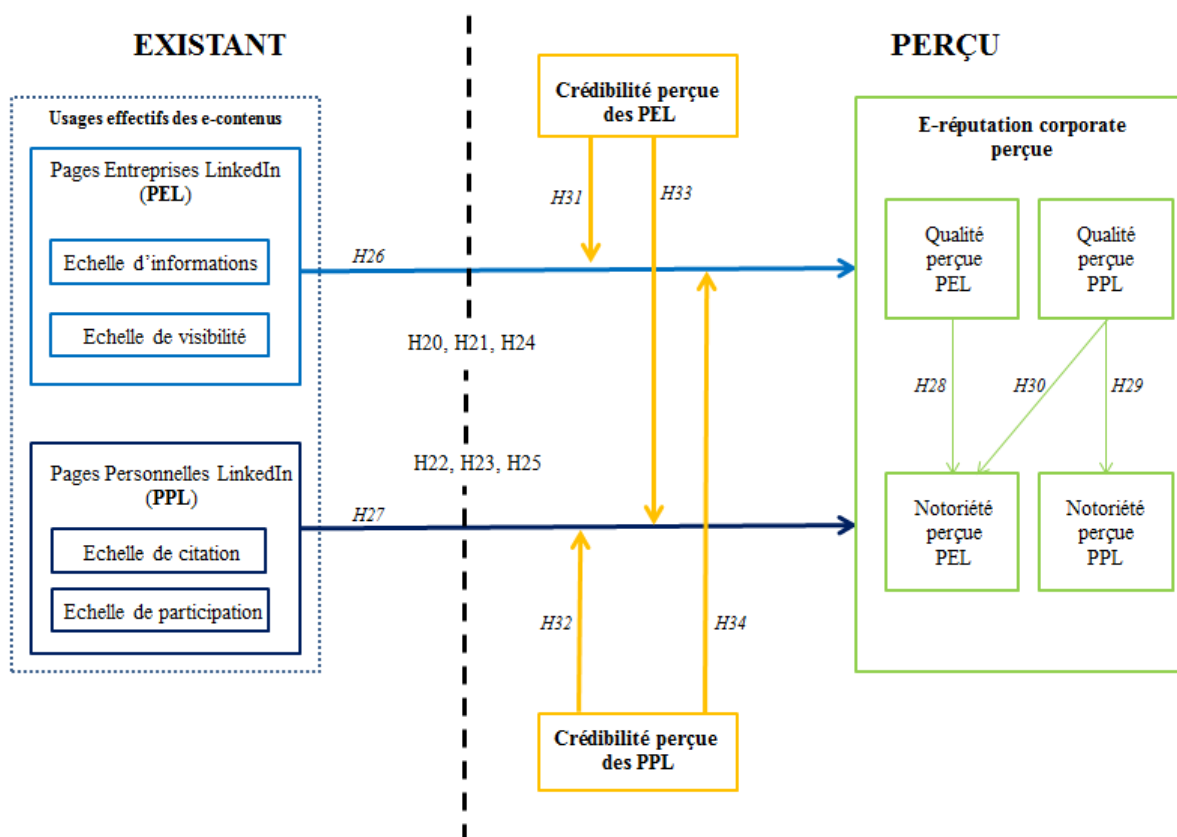 EXISTANT
PERÇU
Usages effectifs des e-contenus
Pages Entreprises LinkedIn
(PEL)
Echelle d'informations
Echelle de visibilité
Pages Personnelles LinkedIn
(PPL)
Echelle de citation
Echelle de participation
H26
H27
H20, H21, H24
H22, H23, H25
Crédibilité perçue
des PEL
H31
H33
H32
H34
Crédibilité perçue
des PPL
E-réputation corporate
perçue
Qualité
perçue
PEL
Qualité
perçue
PPL
H28
H30
H29
Notoriété
perçue
PEL
Notoriété
perçue
PPL